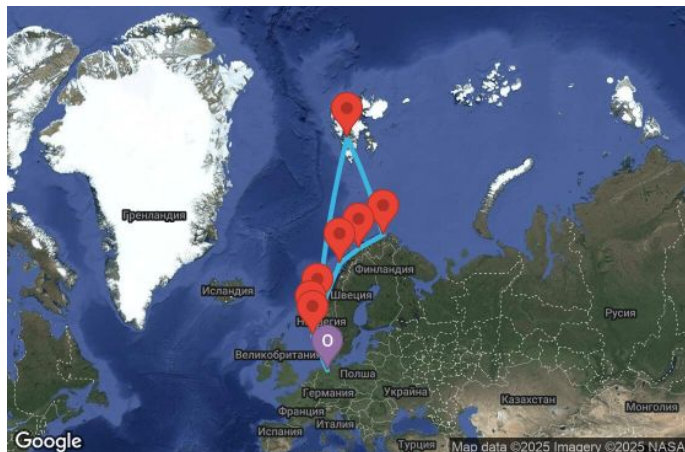 Гренландия
Финландия
Исландия
Швеция
Русия
Великобритания
Полша
Германия
Украйна
Казахстан
Монголия
Франция
Италия
Испания
Турция
O
Google
Map data ©2025 Imagery ©2025 NASA